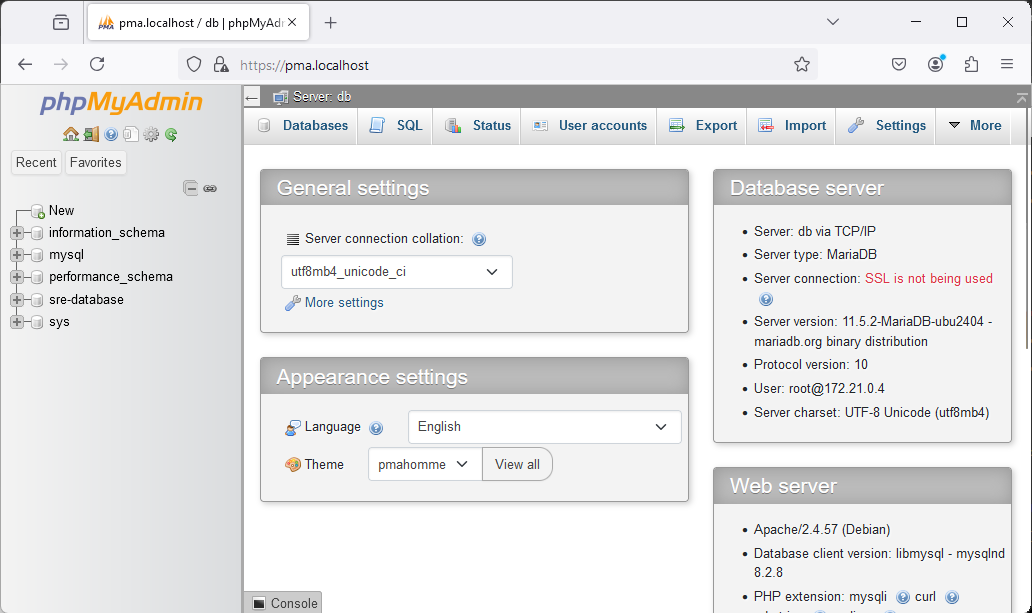 pma.localhost / db | phpMyAdr
https://pma.localhost
phpMyAdmin
Recent
Favorites
New
information_schema
mysql
performance_schema
sre-database
sys
Server: db
Databases
SQL
Status
User accounts
Export
Import
Settings
More
General settings
Server connection collation:
utf8mb4_unicode_ci
More settings
Appearance settings
Language
English
Theme
pmahomme
View all
Database server
Server: db via TCP/IP
Server type: MariaDB
Server connection: SSL is not being used
Server version: 11.5.2-MariaDB-ubu2404 -
mariadb.org binary distribution
Protocol version: 10
User: root@172.21.0.4
Server charset: UTF-8 Unicode (utf8mb4)
Web server
Apache/2.4.57 (Debian)
Database client version: libmysql - mysqlnd
8.2.8
PHP extension: mysqli curl
Console